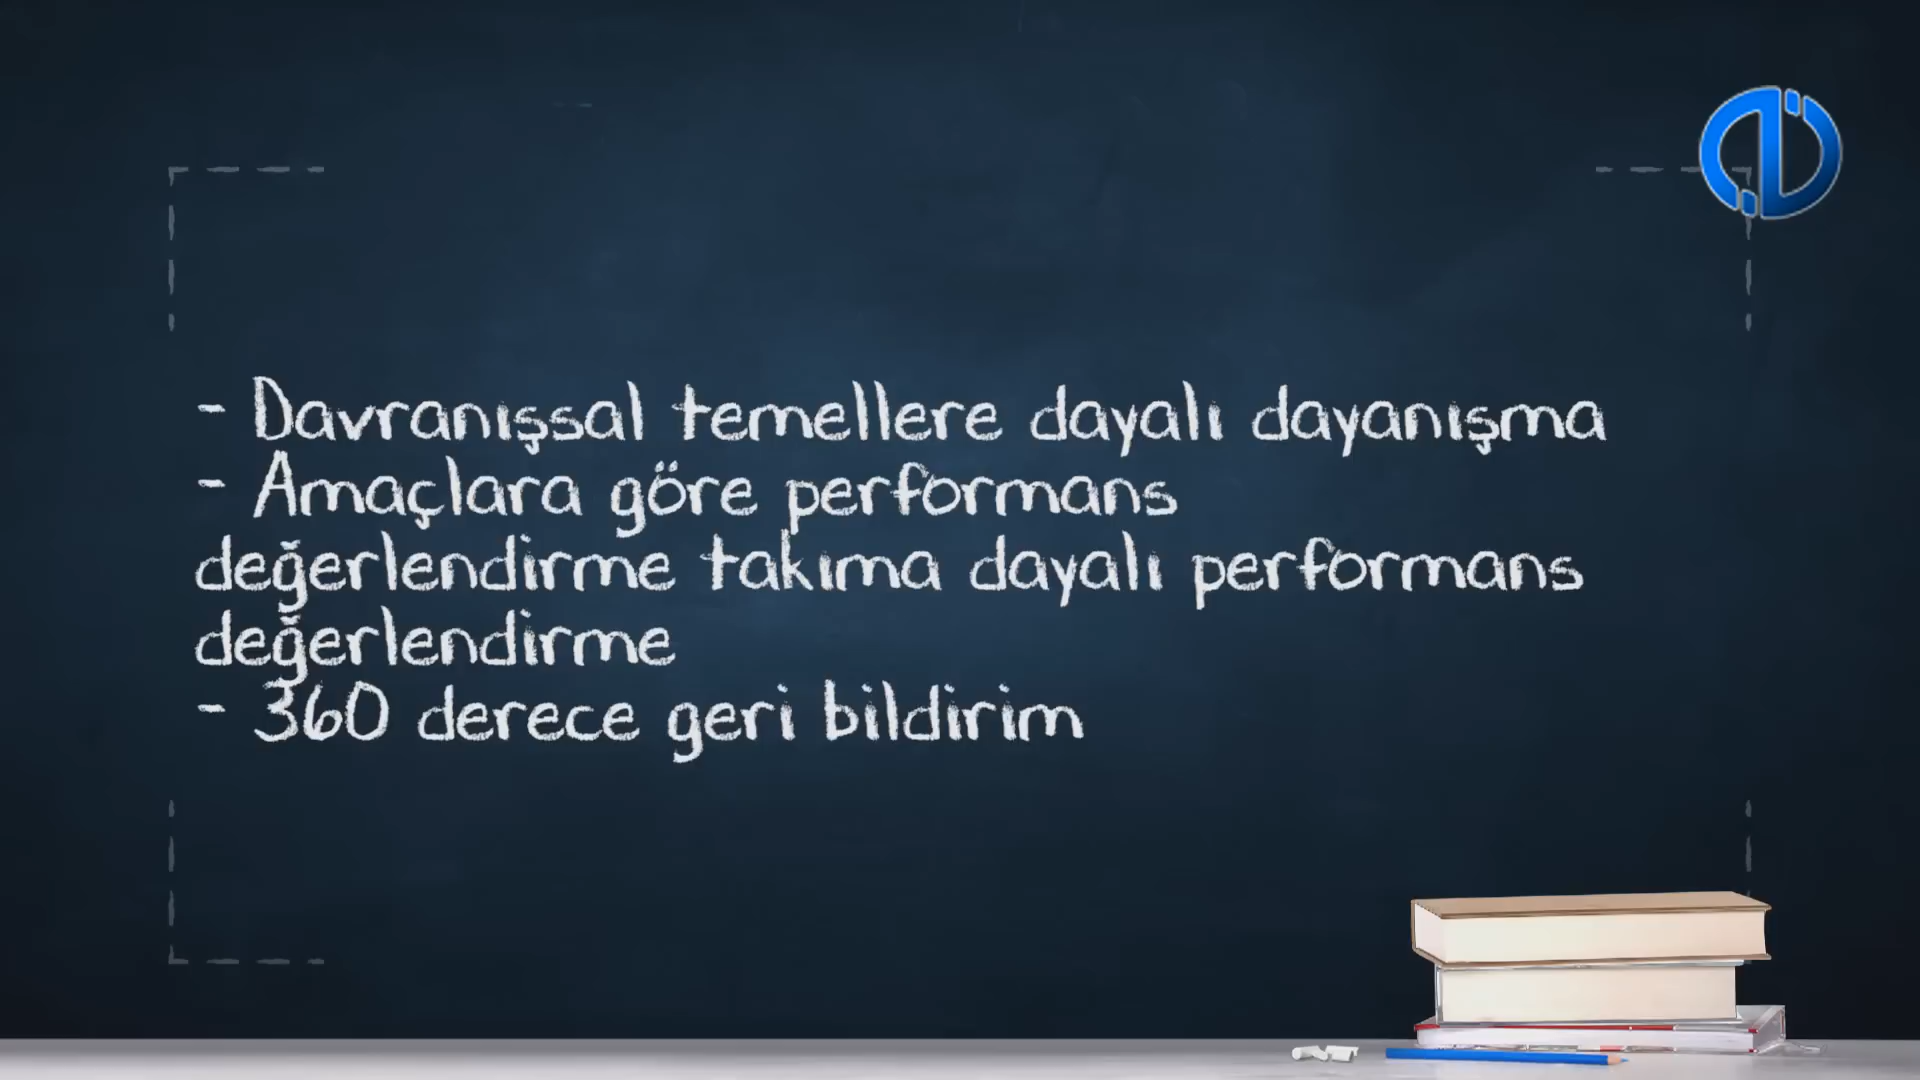 - Davranışsal temellere dayalı dayanışma
- Amaçlara göre performans
değerlendirme takıma dayalı performans
değerlendirme
- 360 derece geri bildirim